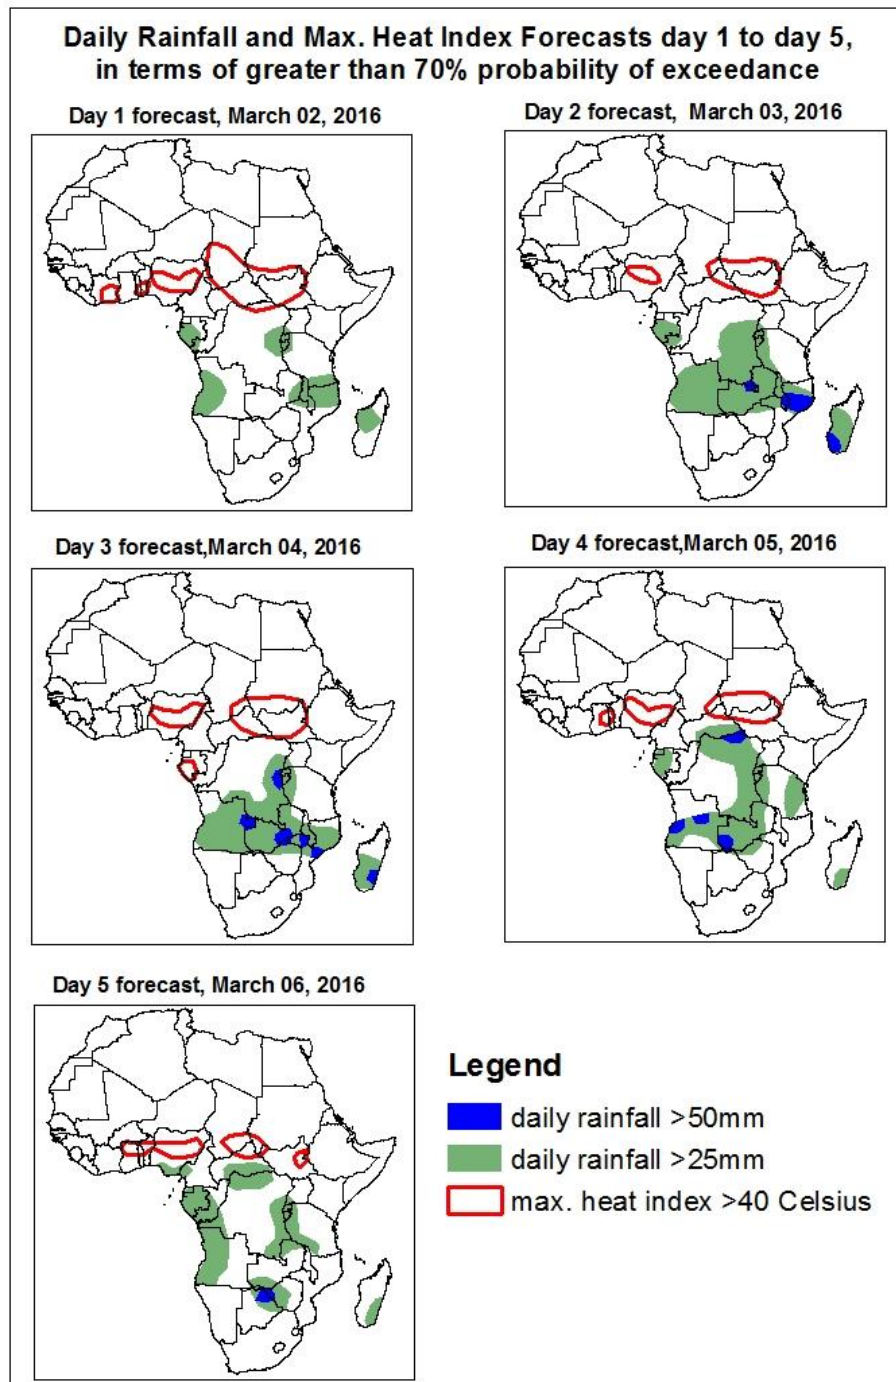 Daily Rainfall and Max. Heat Index Forecasts day 1 to day 5,
in terms of greater than 70% probability of exceedance
Day 1 forecast, March 02, 2016
Day 2 forecast, March 03, 2016
Day 3 forecast,March 04, 2016
Day 4 forecast,March 05, 2016
Day 5 forecast, March 06, 2016
Legend
daily rainfall >50mm
daily rainfall >25mm
max. heat index >40 Celsius